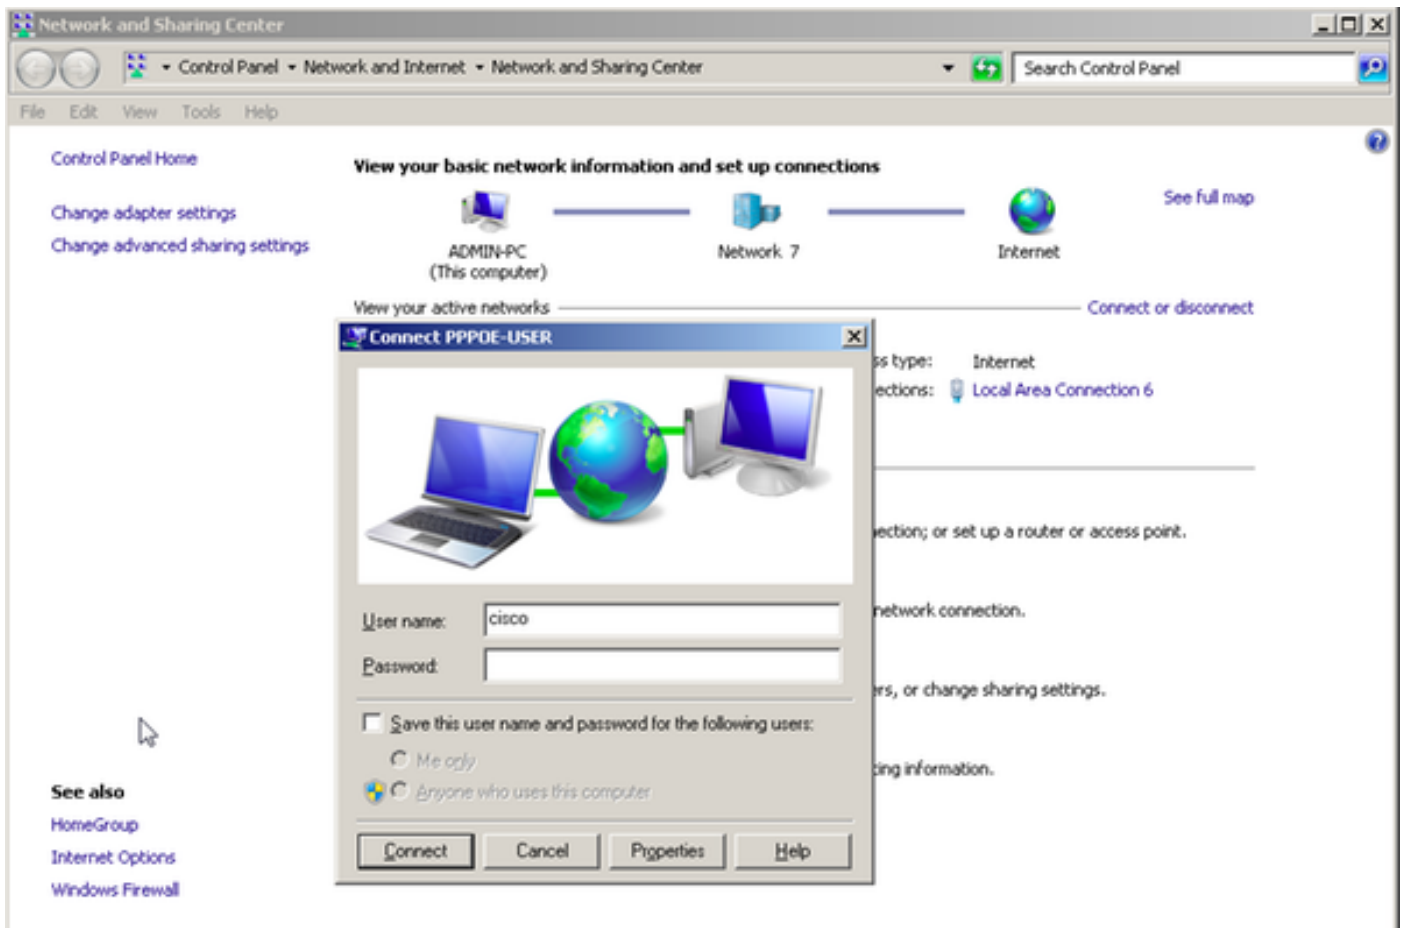 Network and Sharing Center
Control Panel Network and Internet Network and Sharing Center
Search Control Panel
File Edit View Tools Help
Control Panel Home
Change adapter settings
Change advanced sharing settings
View your basic network information and set up connections
See full map
ADMIN-PC
(This computer)
Network 7
Internet
View your active networks
Connect or disconnect
ss type: Internet
ections: Local Area Connection 6
ection; or set up a router or access point.
network connection.
ers, or change sharing settings.
ting information.
Connect PPPOE-USER
User name: cisco
Password:
Save this user name and password for the following users:
Me only
Anyone who uses this computer
Connect Cancel Properties Help
See also
HomeGroup
Internet Options
Windows Firewall